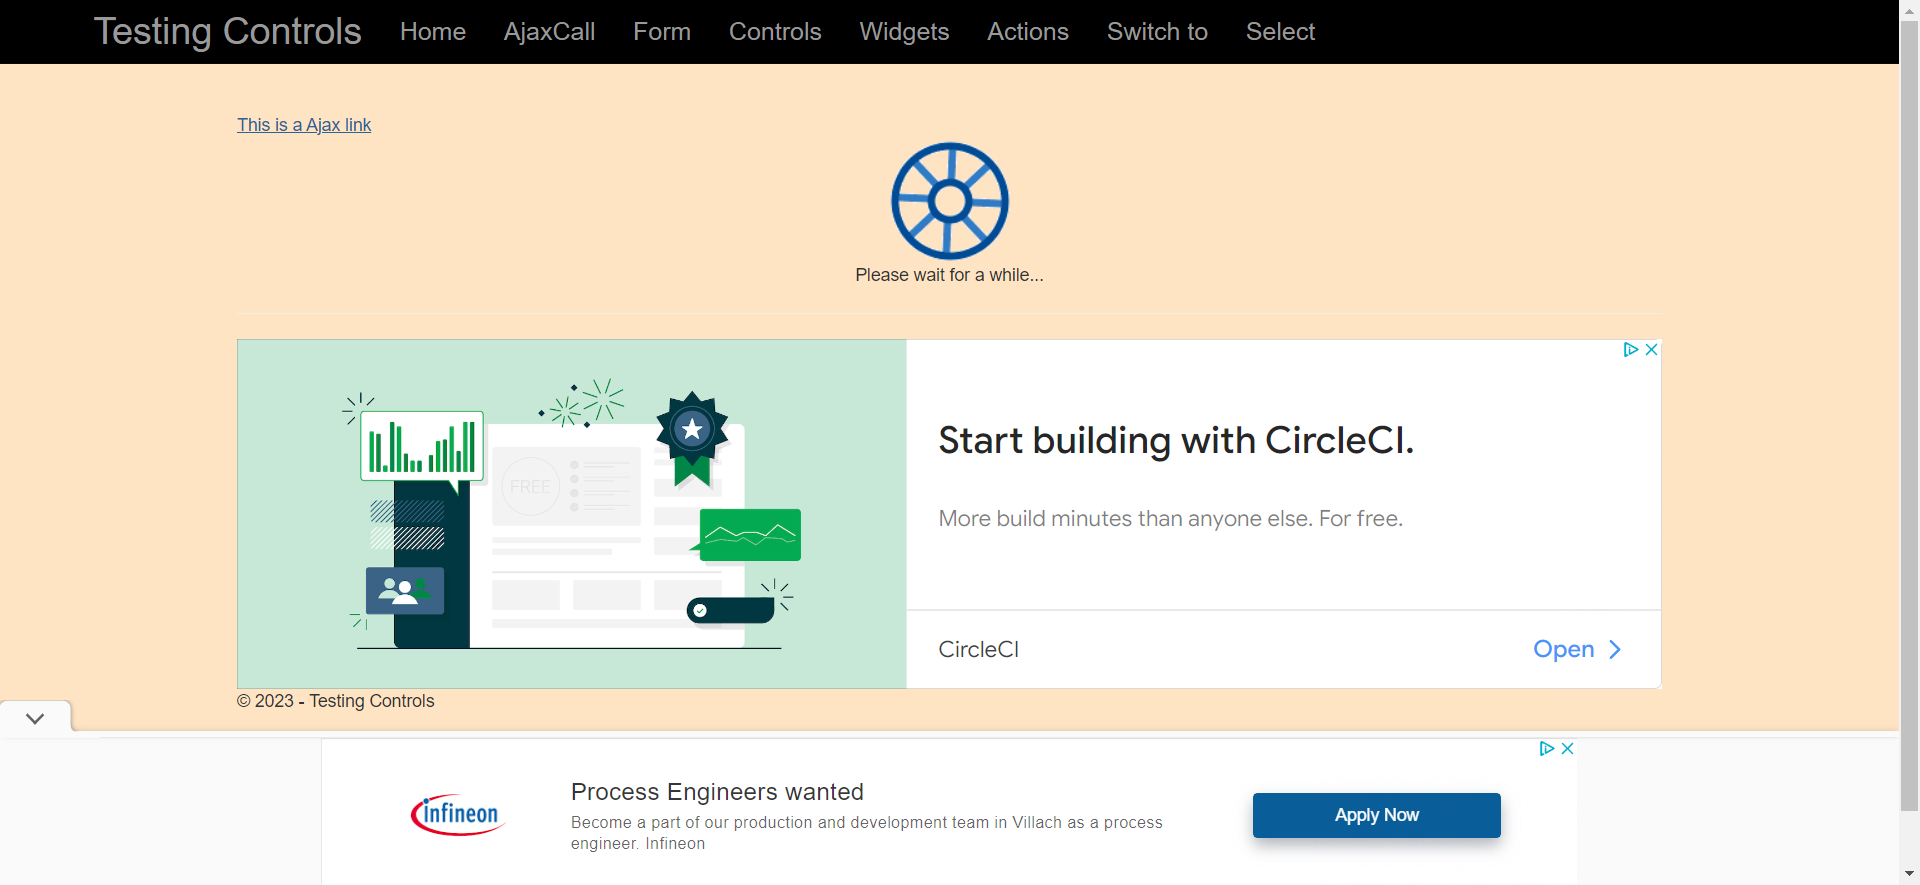 Testing Controls Home AjaxCall Form Controls Widgets Actions Switch to Select
This is a Ajax link
Please wait for a while...
FREE
Start building with CircleCI.
More build minutes than anyone else. For free.
CircleCI Open
© 2023 - Testing Controls
infineon
Process Engineers wanted
Become a part of our production and development team in Villach as a process
engineer. Infineon
Apply Now